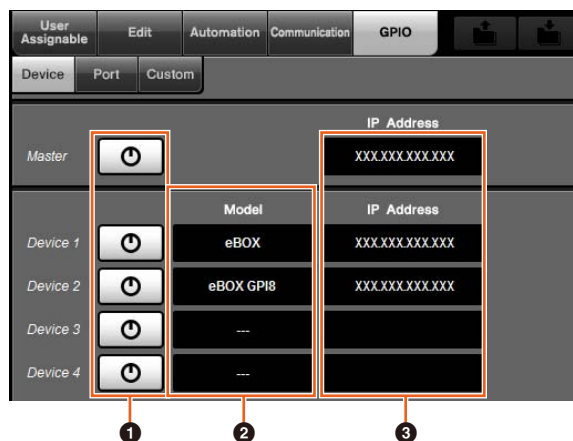 User Assignable
Edit
Automation
Communication
GPIO
Device
Port
Custom
IP Address
Master
XXX.XXX.XXX.XXX
Model
IP Address
Device 1
eBOX
XXX.XXX.XXX.XXX
Device 2
eBOX GPI8
XXX.XXX.XXX.XXX
Device 3
---
Device 4
---
1
2
3